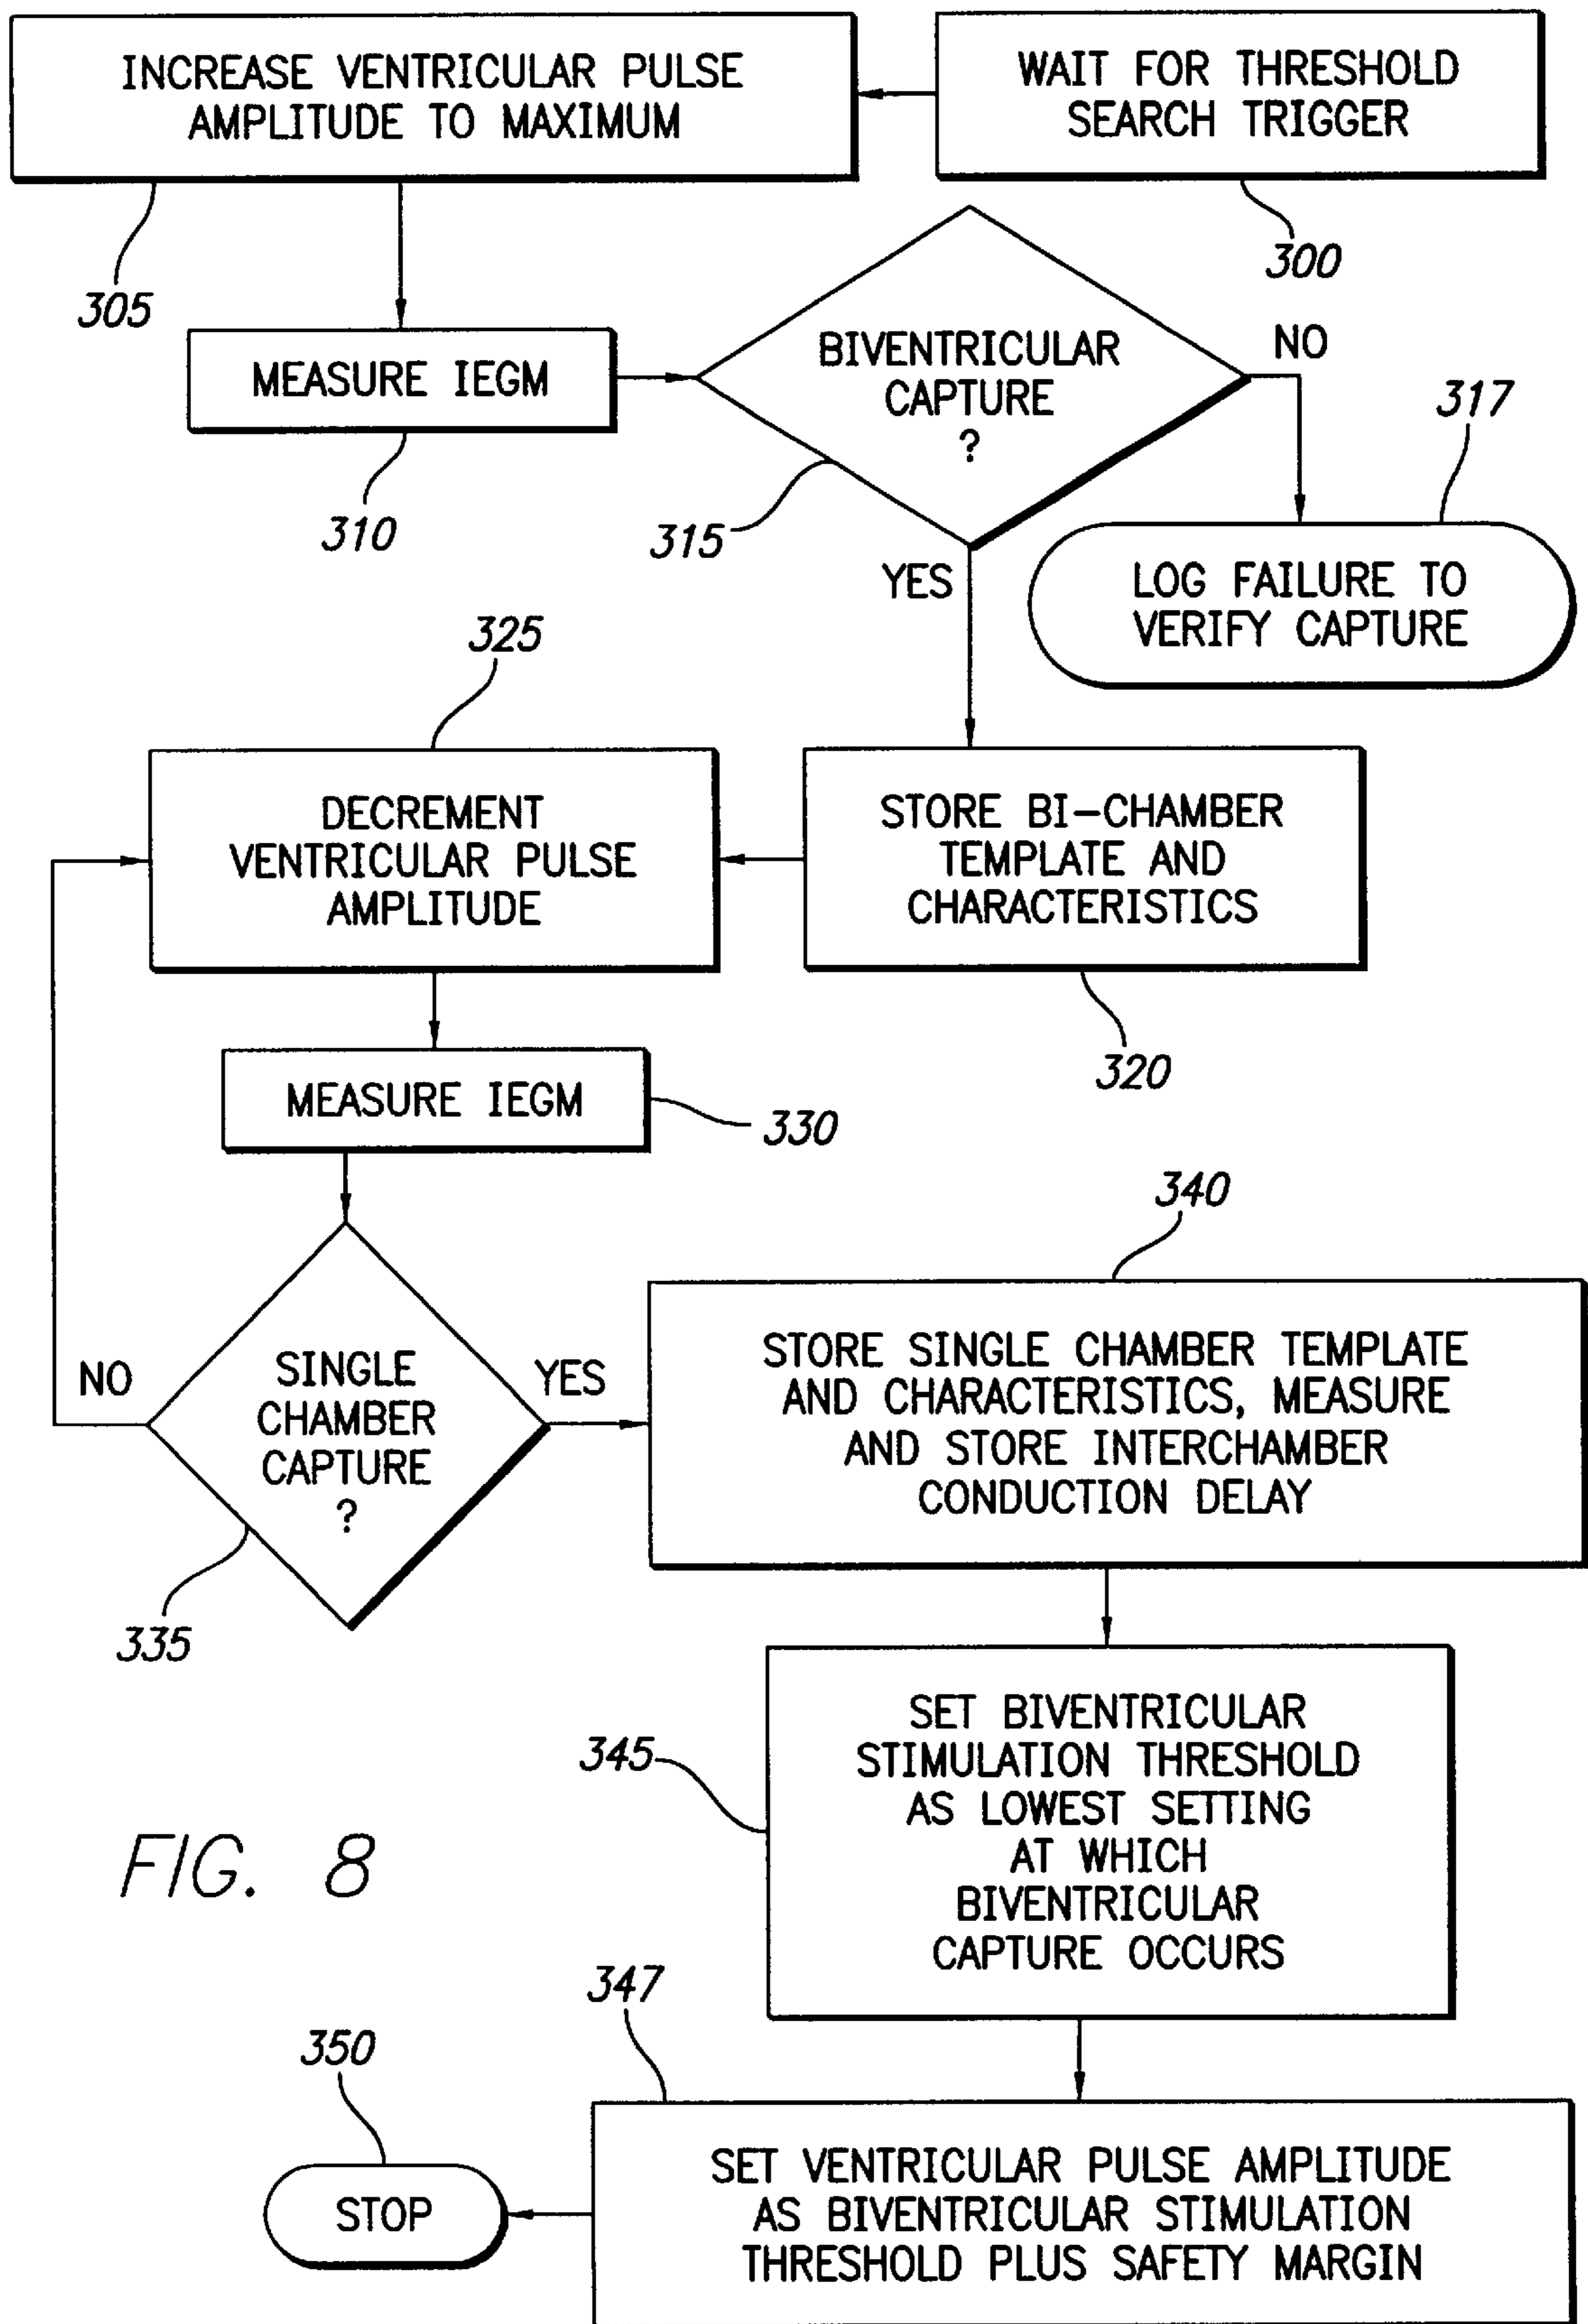 WAIT FOR THRESHOLD
SEARCH TRIGGER
300
INCREASE VENTRICULAR PULSE
AMPLITUDE TO MAXIMUM
305
MEASURE IEGM
310
BIVENTRICULAR
CAPTURE
?
315
NO
317
LOG FAILURE TO
VERIFY CAPTURE
YES
STORE BI-CHAMBER
TEMPLATE AND
CHARACTERISTICS
320
325
DECREMENT
VENTRICULAR PULSE
AMPLITUDE
MEASURE IEGM
330
SINGLE
CHAMBER
CAPTURE
?
335
NO
YES
340
STORE SINGLE CHAMBER TEMPLATE
AND CHARACTERISTICS, MEASURE
AND STORE INTERCHAMBER
CONDUCTION DELAY
345
SET BIVENTRICULAR
STIMULATION THRESHOLD
AS LOWEST SETTING
AT WHICH
BIVENTRICULAR
CAPTURE OCCURS
347
SET VENTRICULAR PULSE AMPLITUDE
AS BIVENTRICULAR STIMULATION
THRESHOLD PLUS SAFETY MARGIN
350
STOP
FIG. 8